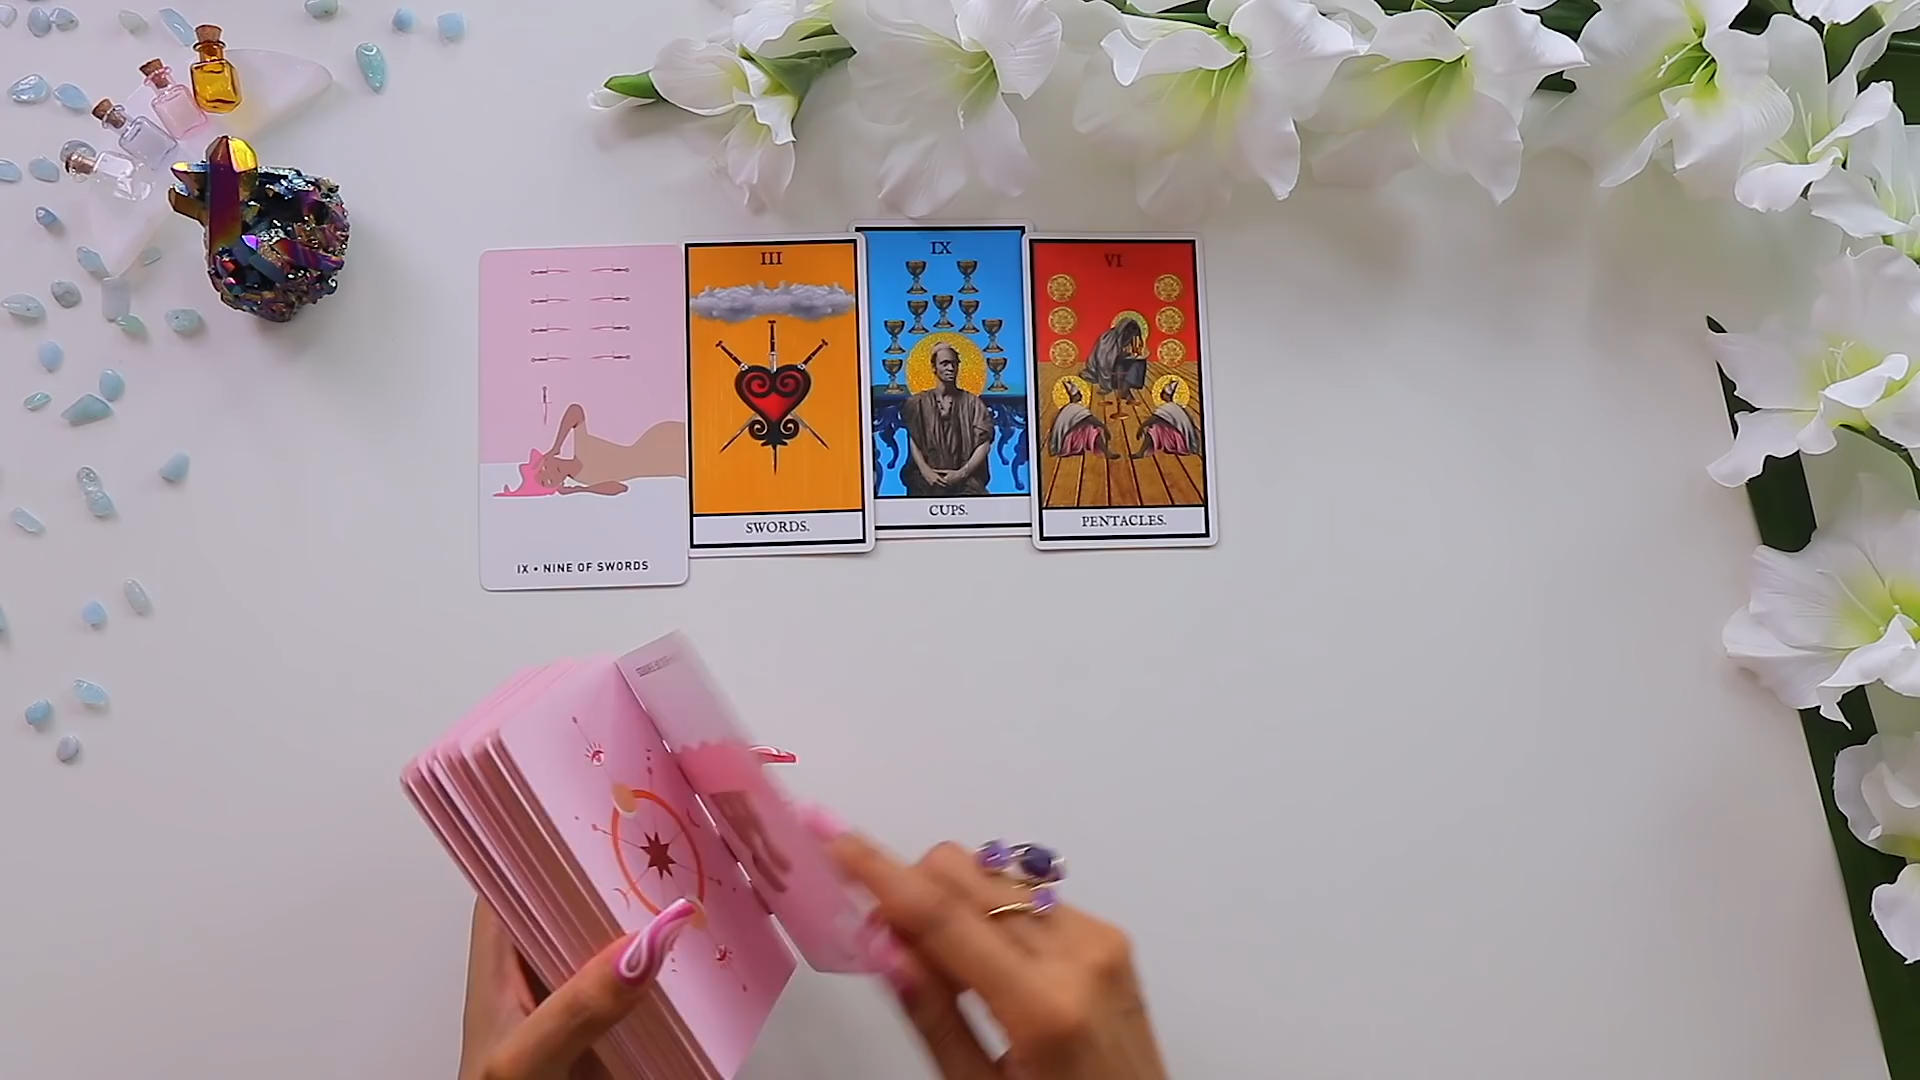 III
IX
VI
CUPS.
PENTACLES.
SWORDS.
IX • NINE OF SWORDS